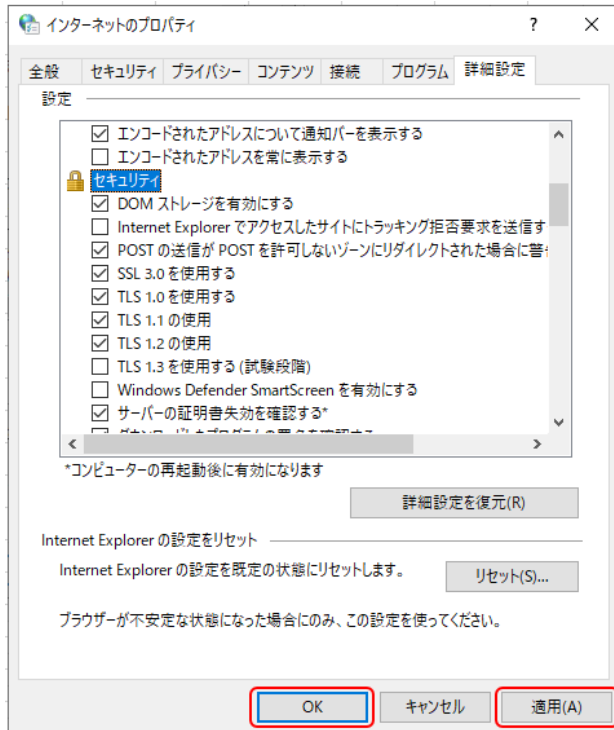 インターネットのプロパティ
全般 セキュリティ プライバシー コンテンツ 接続 プログラム 詳細設定
設定
エンコードされたアドレスについて通知バーを表示する
エンコードされたアドレスを常に表示する
セキュリティ
DOM ストレージを有効にする
Internet Explorer でアクセスしたサイトにトラッキング拒否要求を送信す
POST の送信が POST を許可しないゾーンにリダイレクトされた場合に警
SSL 3.0 を使用する
TLS 1.0 を使用する
TLS 1.1 の使用
TLS 1.2 の使用
TLS 1.3 を使用する (試験段階)
Windows Defender SmartScreen を有効にする
サーバーの証明書失効を確認する*
*コンピューターの再起動後に有効になります
詳細設定を復元(R)
Internet Explorer の設定をリセット
Internet Explorer の設定を既定の状態にリセットします。
リセット(S)...
ブラウザーが不安定な状態になった場合にのみ、この設定を使ってください。
OK キャンセル 適用(A)